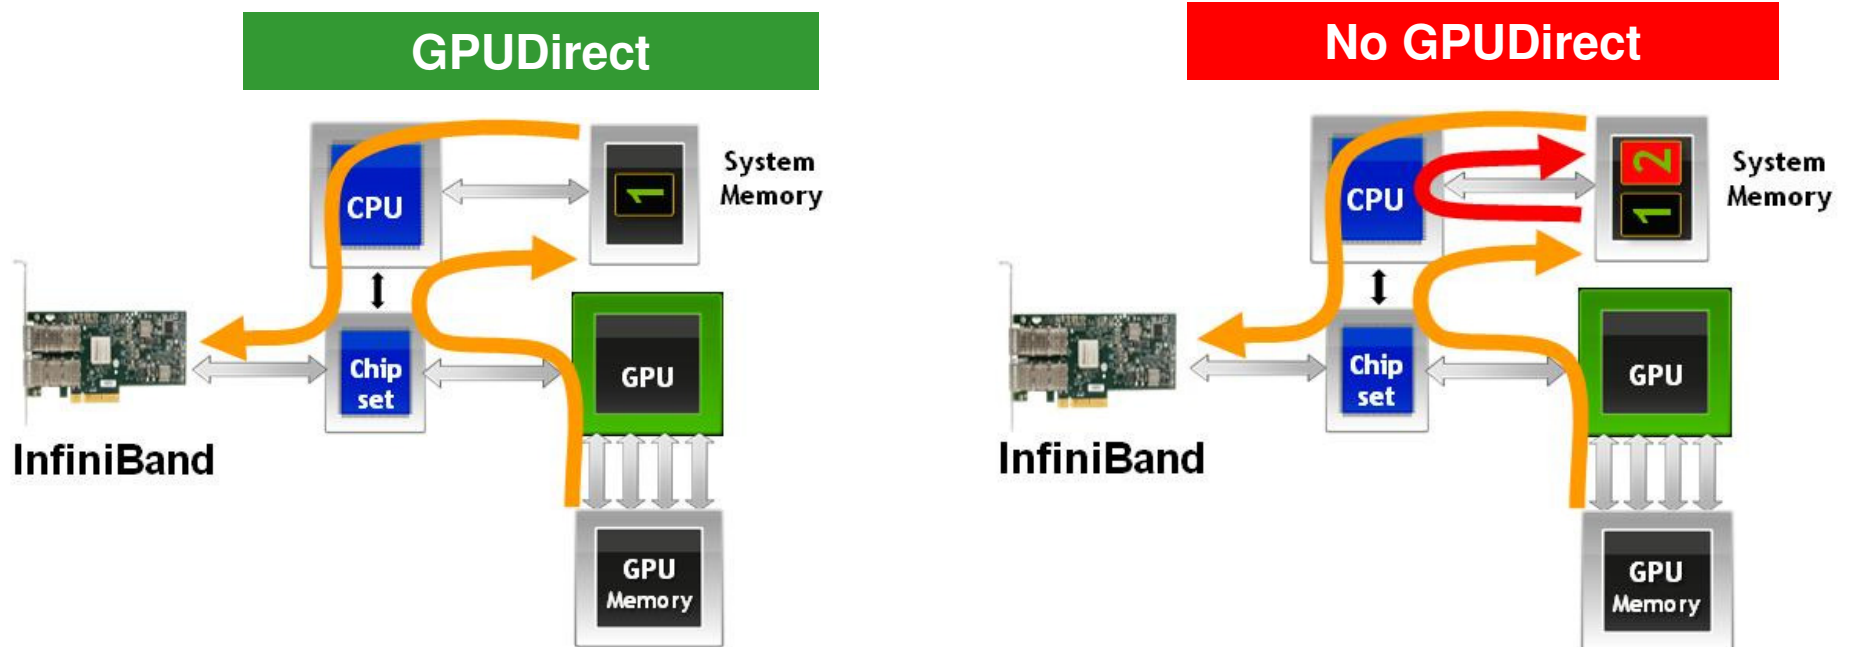 GPUDirect
CPU
1
System
Memory
Chip
set
GPU
InfiniBand
GPU
Memory
No GPUDirect
CPU
2
1
System
Memory
Chip
set
GPU
InfiniBand
GPU
Memory